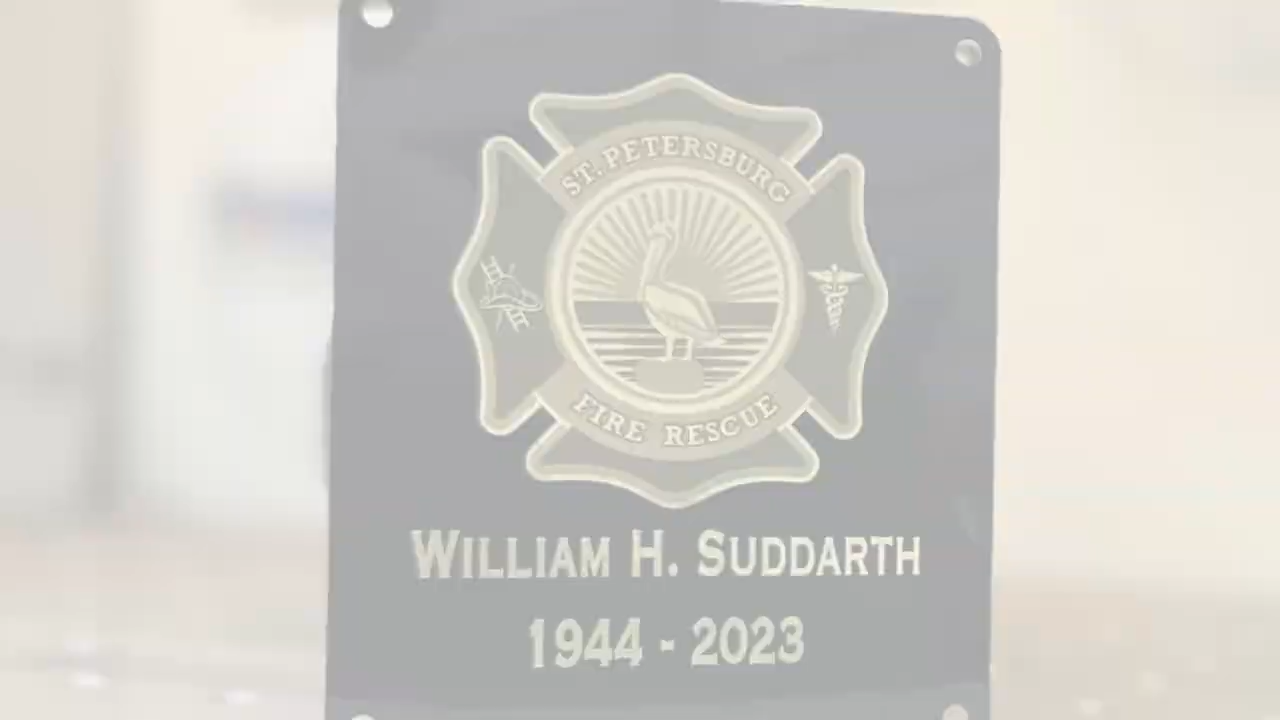 ST. PETERSBURG
FIRE RESCUE
WILLIAM H. SUDDARTH
1944 - 2023